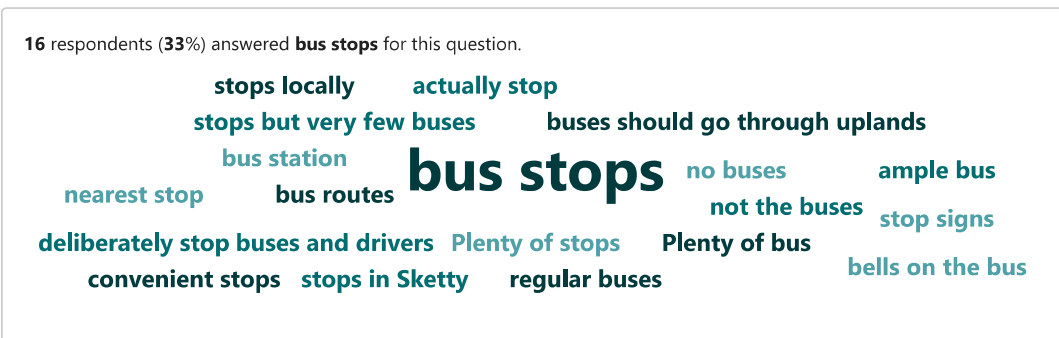 16 respondents (33%) answered bus stops for this question.
stops locally
actually stop
stops but very few buses
buses should go through uplands
bus station
bus stops
no buses
ample bus
nearest stop
bus routes
not the buses
stop signs
deliberately stop buses and drivers
Plenty of stops
Plenty of bus
bells on the bus
convenient stops
stops in Sketty
regular buses